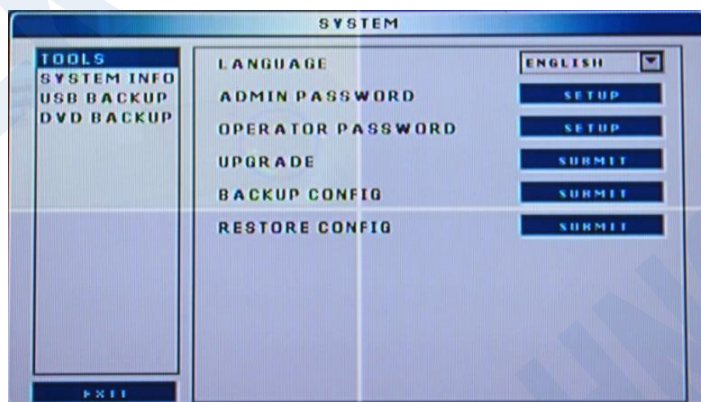 SYSTEM
TOOLS
SYSTEM INFO
USB BACKUP
DVD BACKUP
LANGUAGE ENGLISH
ADMIN PASSWORD SETUP
OPERATOR PASSWORD SETUP
UPGRADE SUBMIT
BACKUP CONFIG SUBMIT
RESTORE CONFIG SUBMIT
EXIT